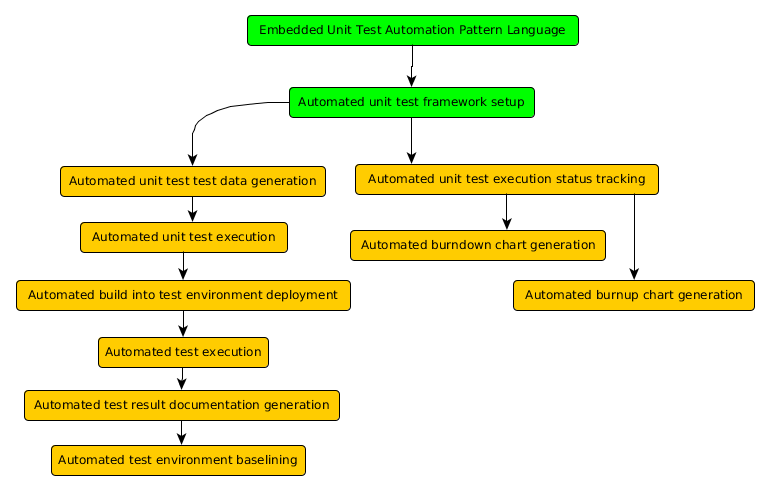 Embedded Unit Test Automation Pattern Language
Automated unit test framework setup
Automated unit test test data generation
Automated unit test execution status tracking
Automated unit test execution
Automated burndown chart generation
Automated build into test environment deployment
Automated burnup chart generation
Automated test execution
Automated test result documentation generation
Automated test environment baselining